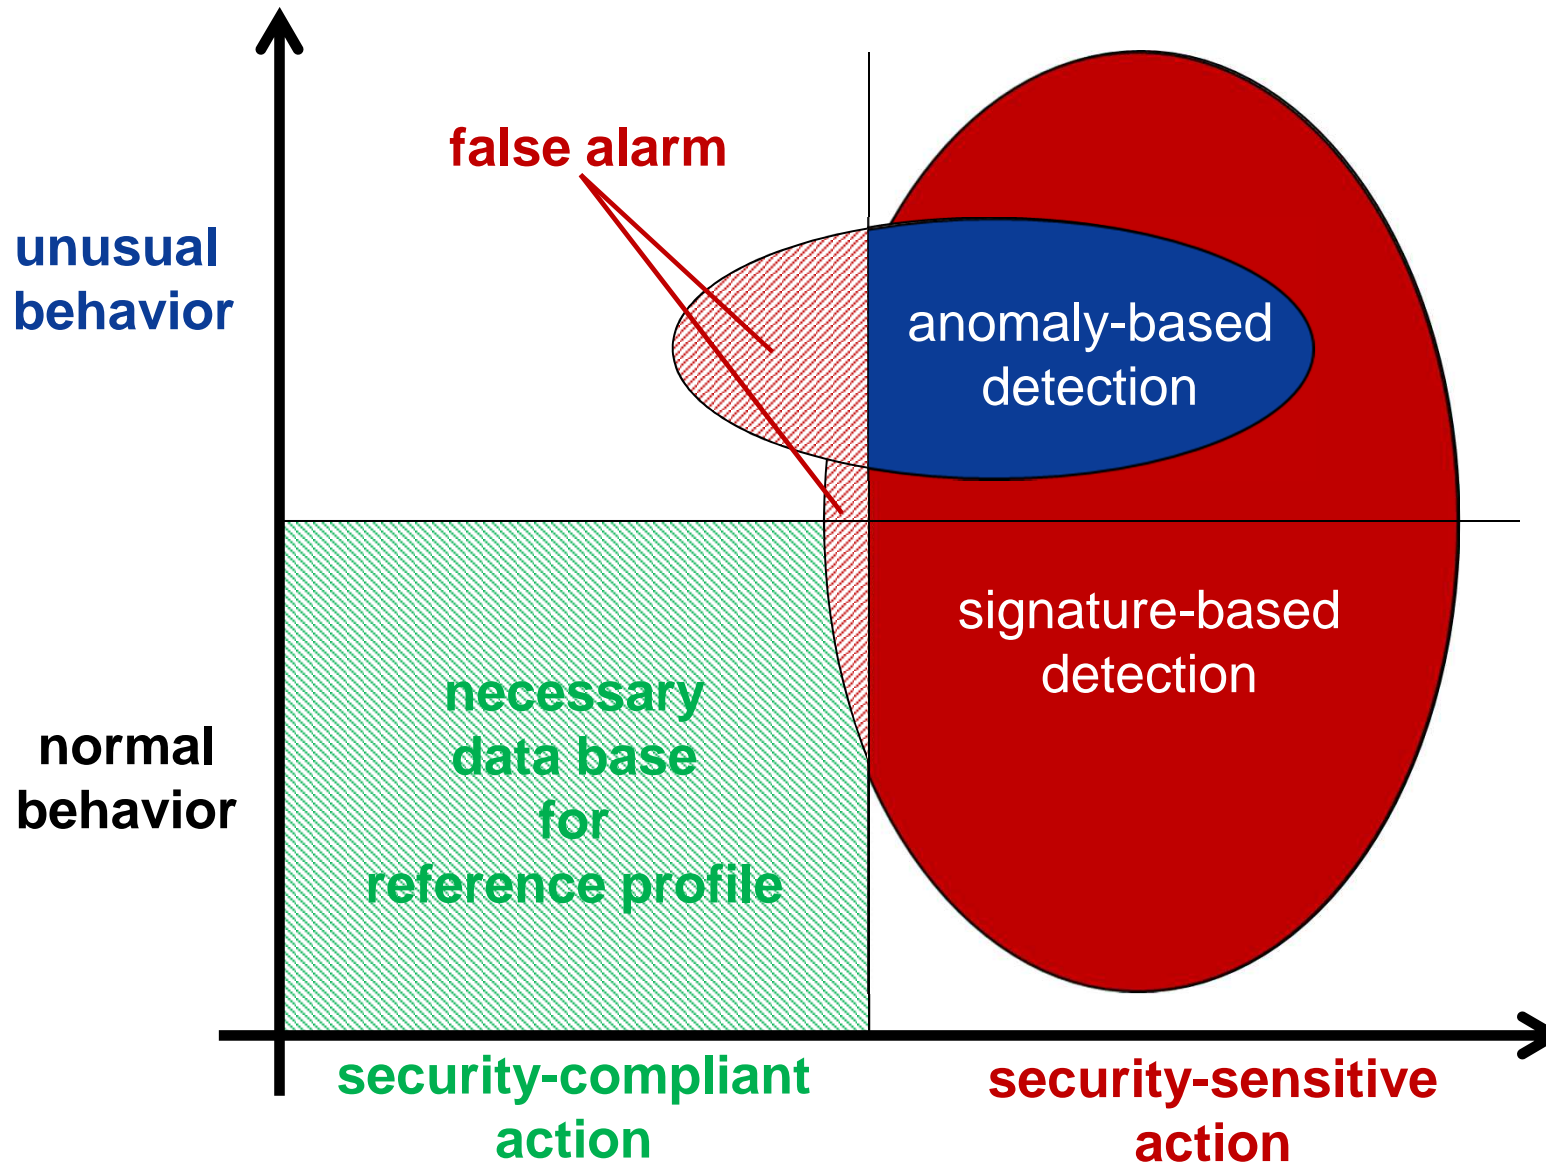 false alarm
unusual
behavior
anomaly-based
detection
signature-based
detection
necessary
data base
for
reference profile
normal
behavior
security-compliant
action
security-sensitive
action